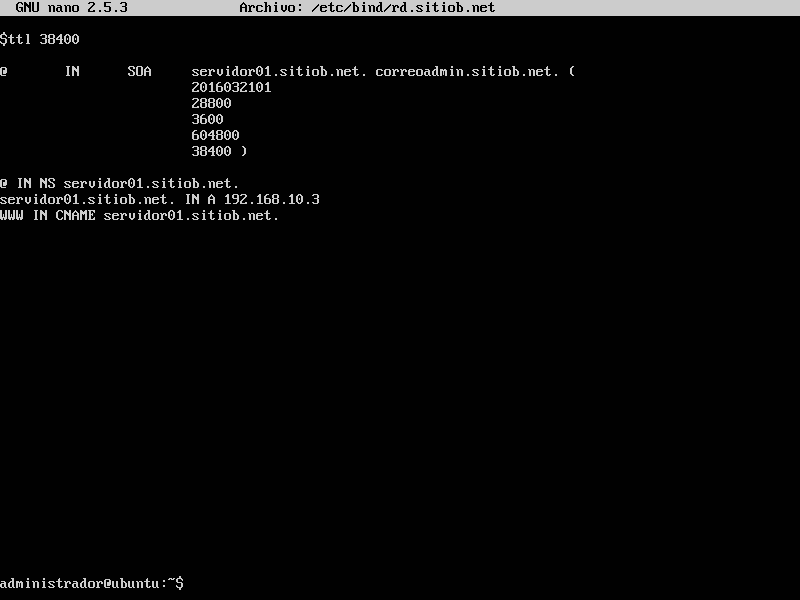 GNU nano 2.5.3 Archivo: /etc/bind/rd.sitiob.net
$ttl 38400
@ IN SOA servidor01.sitiob.net. correoadmin.sitiob.net. (
2016032101
28800
3600
604800
38400 )
@ IN NS servidor01.sitiob.net.
servidor01.sitiob.net. IN A 192.168.10.3
WWW IN CNAME servidor01.sitiob.net.
administrador@ubuntu:~$